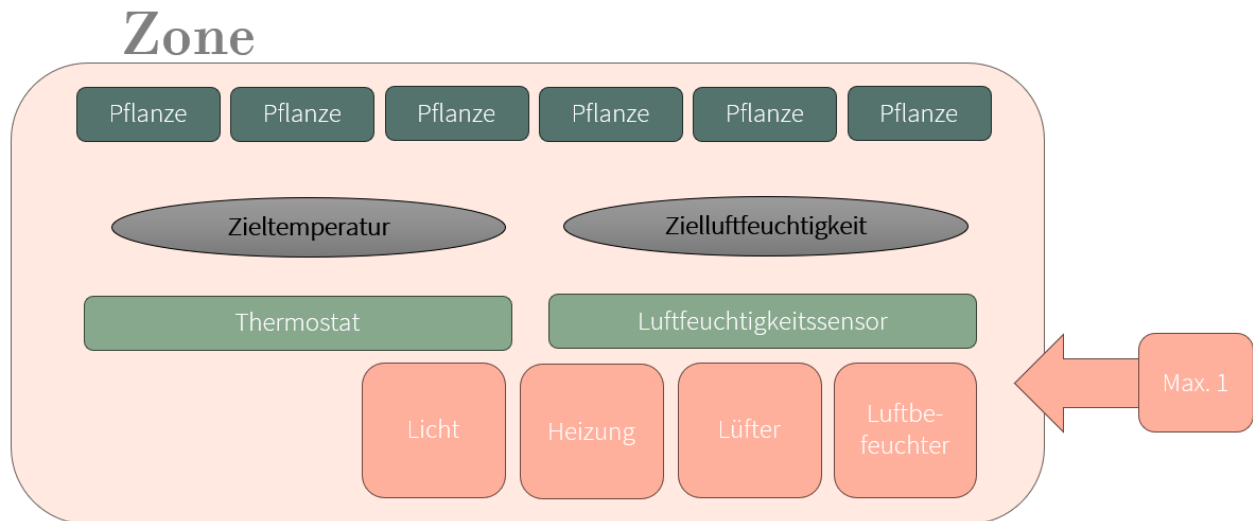 Zone
Pflanze Pflanze Pflanze Pflanze Pflanze Pflanze
Zieltemperatur Zielluftfeuchtigkeit
Thermostat Luftfeuchtigkeitssensor
Licht Heizung Lüfter Luftbe-
feuchter
Max. 1